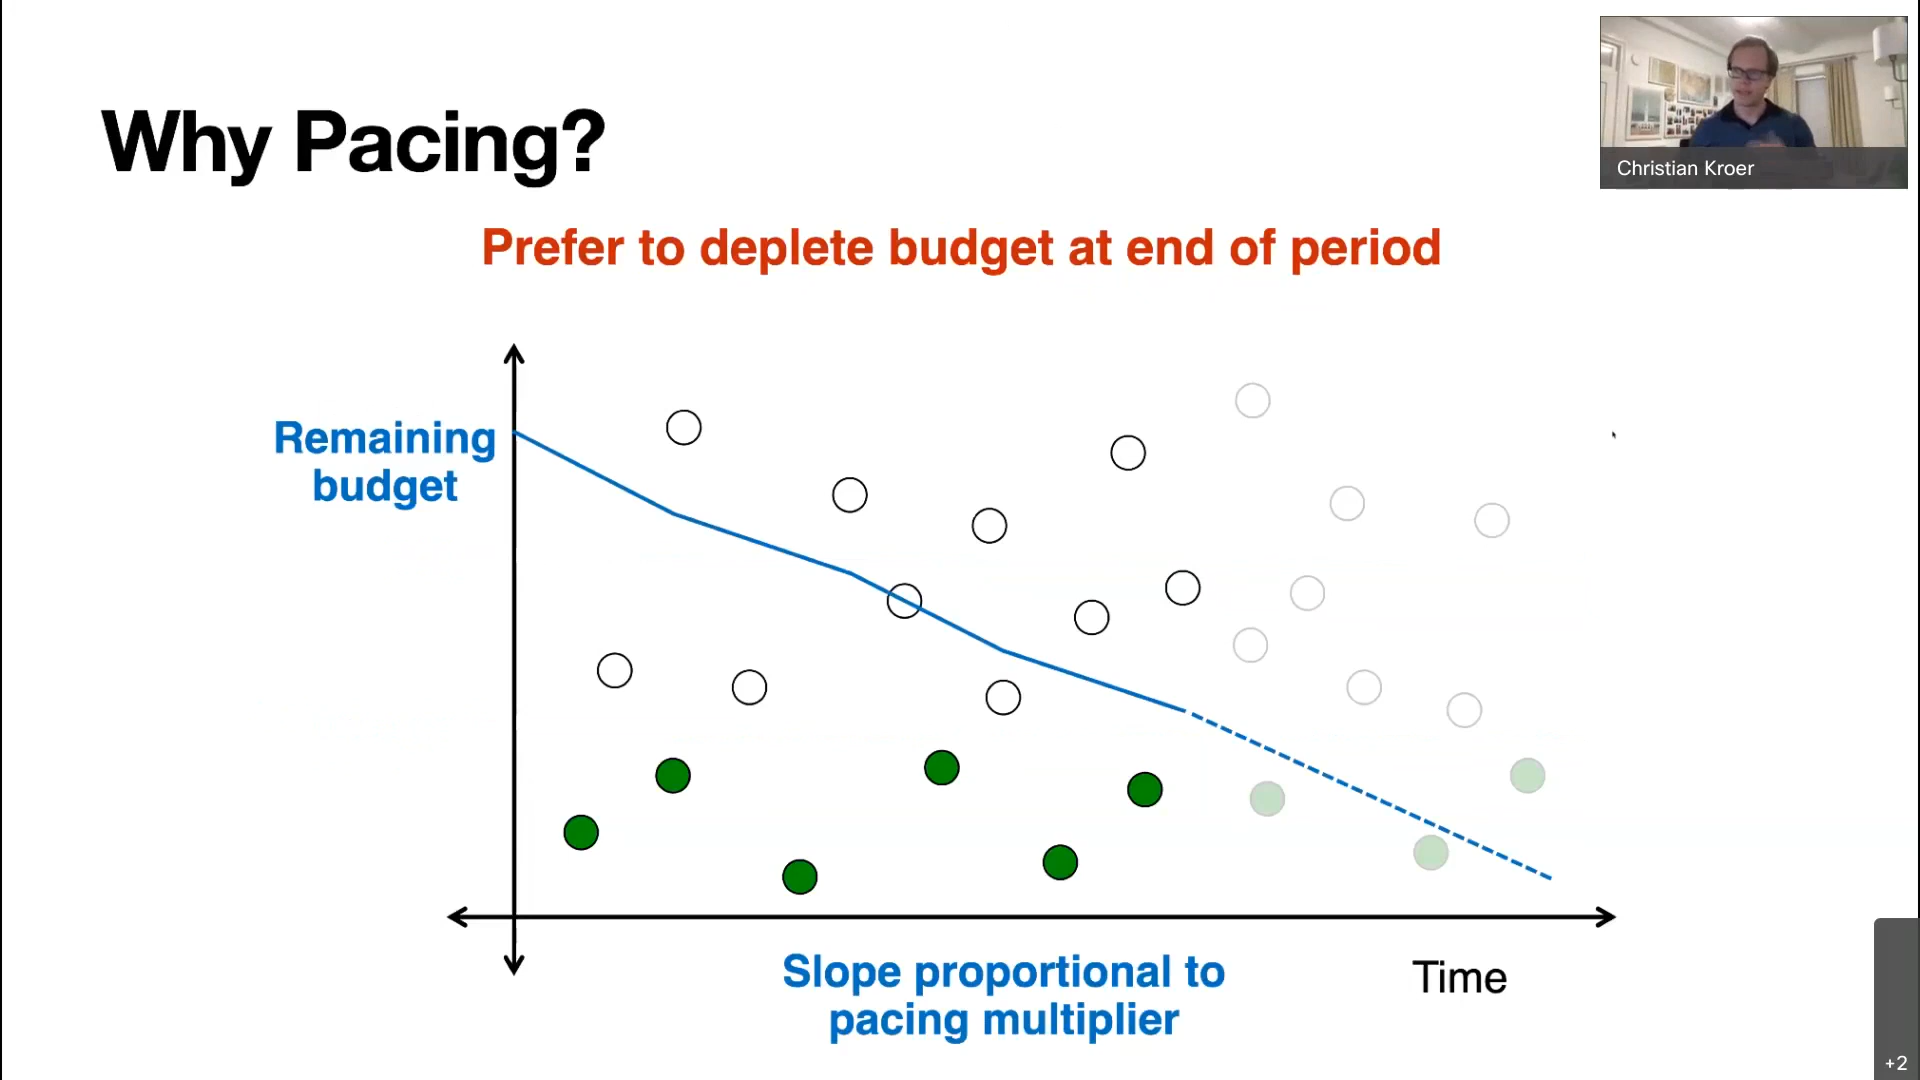 Why Pacing?
Christian Kroer
Prefer to deplete budget at end of period
Remaining
budget
Slope proportional to
pacing multiplier
Time
+2